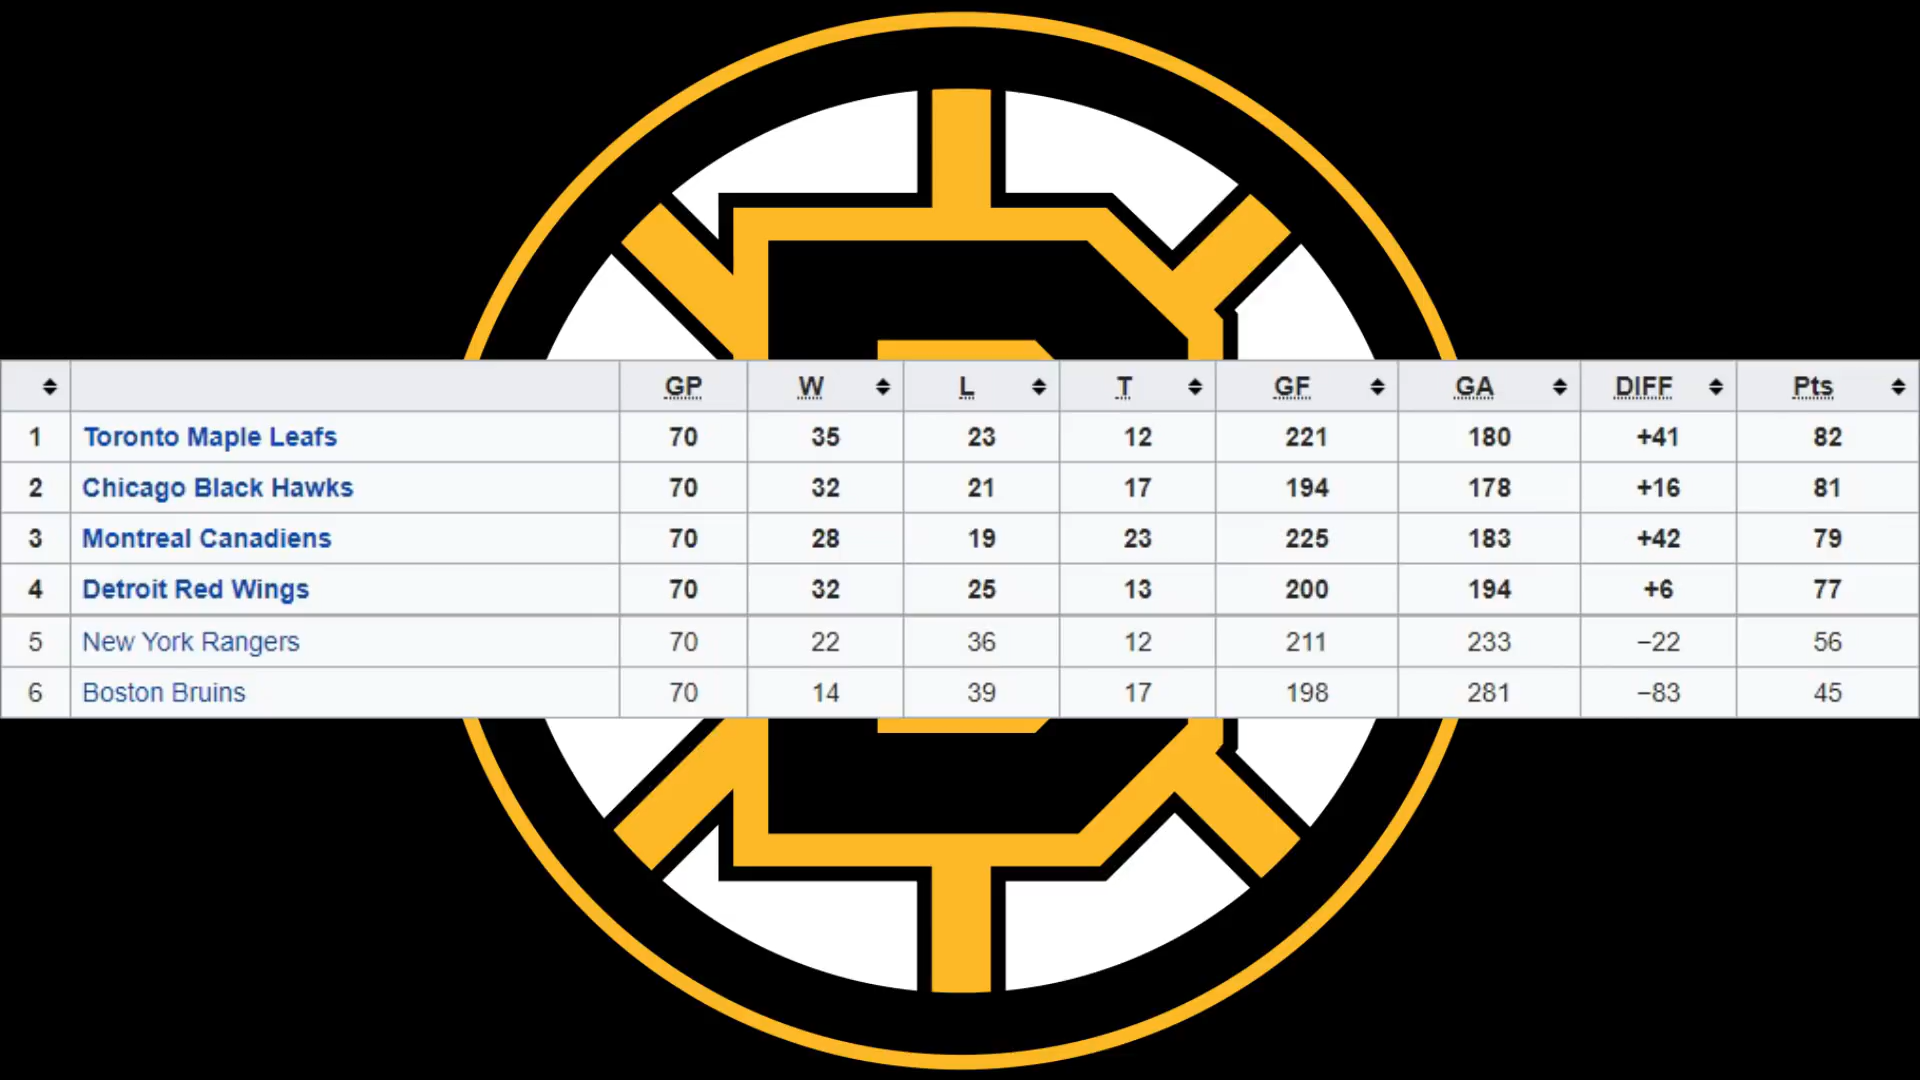 GP W L T GF GA DIFF Pts
1 Toronto Maple Leafs 70 35 23 12 221 180 +41 82
2 Chicago Black Hawks 70 32 21 17 194 178 +16 81
3 Montreal Canadiens 70 28 19 23 225 183 +42 79
4 Detroit Red Wings 70 32 25 13 200 194 +6 77
5 New York Rangers 70 22 36 12 211 233 −22 56
6 Boston Bruins 70 14 39 17 198 281 −83 45